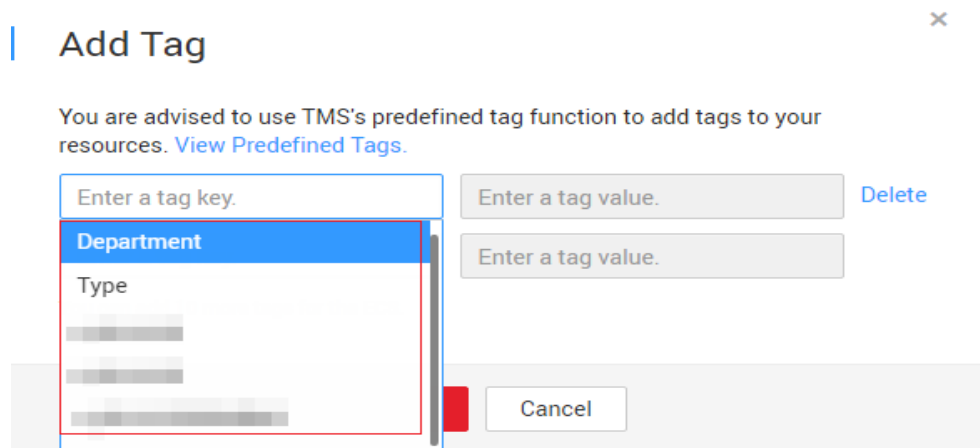 ×
Add Tag
You are advised to use TMS's predefined tag function to add tags to your
resources. View Predefined Tags.
Enter a tag key. Enter a tag value. Delete
Department
Enter a tag value.
Type
Cancel